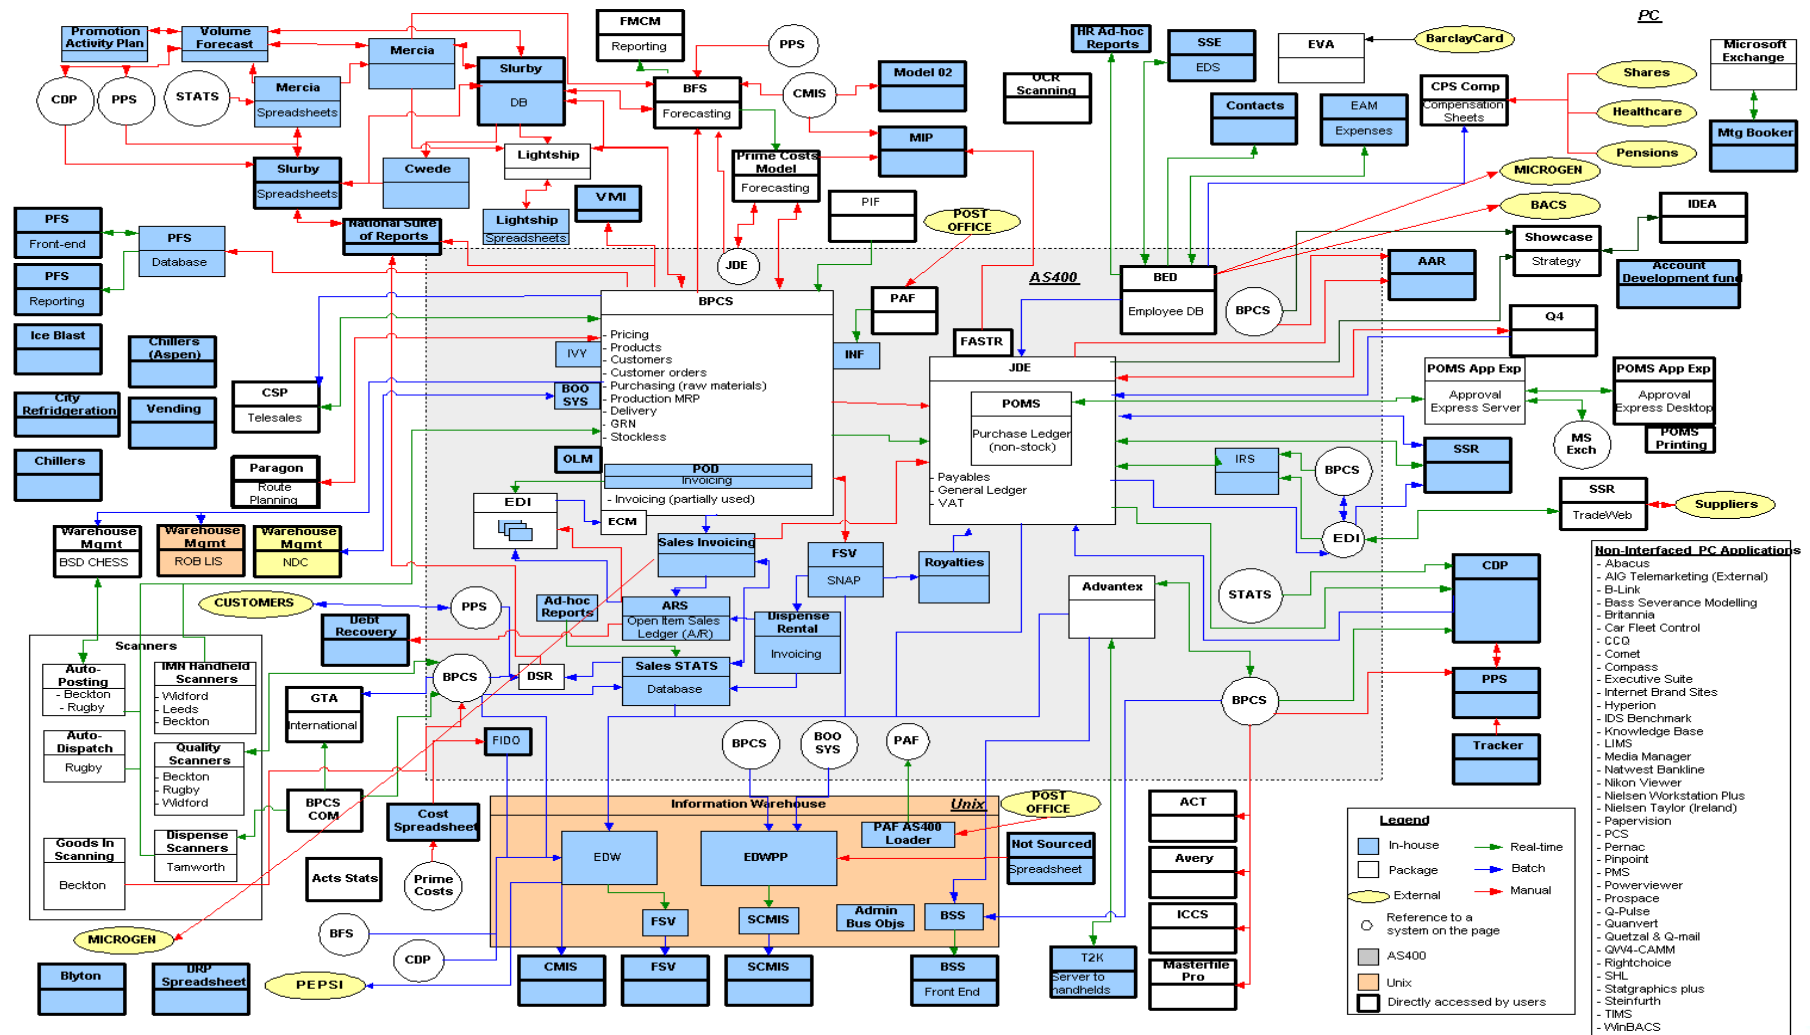 PC
Promotion
Activity Plan
Volume
Forecast
Mercia
Slurby
DB
FMCM
Reporting
PPS
HR Ad-hoc
Reports
SSE
EDS
EVA
BarclayCard
Microsoft
Exchange
CDP
PPS
STATS
Mercia
Spreadsheets
BFS
Forecasting
CMIS
Model 02
OCR
Scanning
CPS Comp
Compensation
Sheets
Shares
Healthcare
Pensions
Contacts
EAM
Expenses
Mtg Booker
MIP
Lightship
Prime Costs
Model
Forecasting
Slurby
Spreadsheets
Cwede
VMI
PIF
MICROGEN
BACS
IDEA
PFS
Front-end
PFS
Database
National Suite
of Reports
Lightship
Spreadsheets
POST
OFFICE
Showcase
Strategy
PFS
Reporting
JDE
AS400
BED
Employee DB
AAR
Account
Development fund
BPCS
PAF
BPCS
Q4
Ice Blast
Chillers
(Aspen)
- Pricing
- Products
- Customers
- Customer orders
- Purchasing (raw materials)
- Production MRP
- Delivery
- GRN
- Stockless
IVY
INF
FASTR
JDE
BOO
SYS
CSP
Telesales
City
Refridgeration
Vending
POMS
Purchase Ledger
(non-stock)
POMS App Exp
Approval
Express Server
POMS App Exp
Approval
Express Desktop
POMS
Printing
MS
Exch
Chillers
Paragon
Route
Planning
OLM
POD
Invoicing
- Invoicing (partially used)
- Payables
- General Ledger
- VAT
IRS
BPCS
SSR
SSR
TradeWeb
Suppliers
EDI
ECM
EDI
Warehouse
Mgmt
BSD CHESS
Warehouse
Mgmt
ROB LIS
Warehouse
Mgmt
NDC
Sales Invoicing
FSV
SNAP
Royalties
Advantex
STATS
CDP
CUSTOMERS
PPS
Ad-hoc
Reports
ARS
Open Item Sales
Ledger (A/R)
Dispense
Rental
Invoicing
Debt
Recovery
Scanners
Auto-
Posting
- Beckton
- Rugby
IMN Handheld
Scanners
- Widford
- Leeds
- Beckton
BPCS
DSR
Sales STATS
Database
GTA
International
BPCS
PPS
Auto-
Dispatch
Rugby
Quality
Scanners
- Beckton
- Rugby
- Widford
FIDO
BPCS
BOO
SYS
PAF
Tracker
BPCS
COM
Cost
Spreadsheet
Information Warehouse
Unix
POST
OFFICE
ACT
Goods In
Scanning
Beckton
Dispense
Scanners
Tamworth
EDW
EDWPP
PAF AS400
Loader
Not Sourced
Spreadsheet
Avery
Acts Stats
Prime
Costs
FSV
SCMIS
Admin
Bus Objs
BSS
ICCS
MICROGEN
BFS
CDP
Blyton
DRP
Spreadsheet
PEPSI
CMIS
FSV
SCMIS
BSS
Front End
T2K
Server to
handhelds
Masterfile
Pro
Legend
In-house
Package
External
Reference to a
system on the page
AS400
Unix
Directly accessed by users
Real-time
Batch
Manual
Non-Interfaced PC Applications
- Abacus
- AIG Telemarketing (External)
- B-Link
- Bass Severance Modelling
- Britannia
- Car Fleet Control
- CCQ
- Comet
- Compass
- Executive Suite
- Internet Brand Sites
- Hyperion
- IDS Benchmark
- Knowledge Base
- LIMS
- Media Manager
- Natwest Bankline
- Nikon Viewer
- Nielsen Workstation Plus
- Nielsen Taylor (Ireland)
- Papervision
- PCS
- Pernac
- Pinpoint
- PMS
- Powerviewer
- Prospace
- Q-Pulse
- Quanvert
- Quetzal & Q-mail
- QW4-CAMM
- Rightchoice
- SHL
- Statgraphics plus
- Steinfurth
- TIMS
- WinBACS